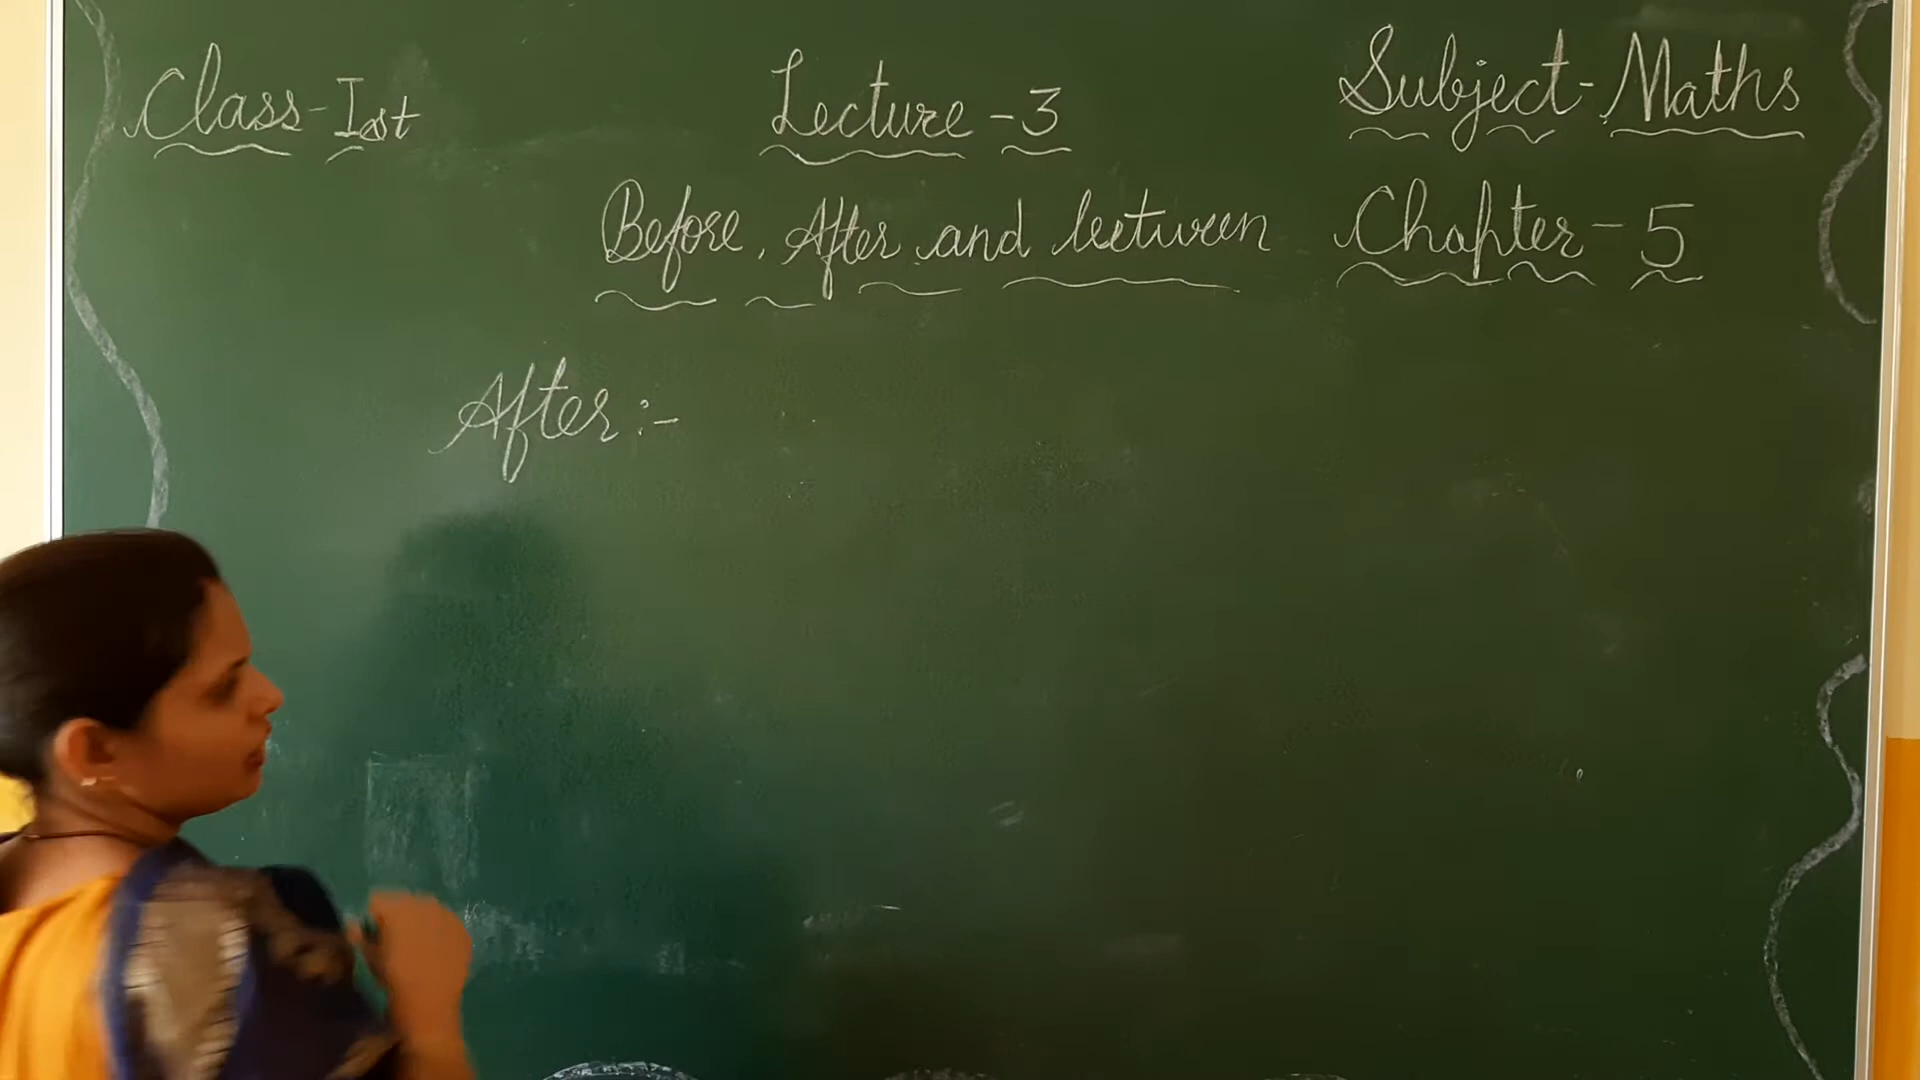 Class-Ist Lecture-3 Subject-Maths
Before, After and between Chapter-5
After:-